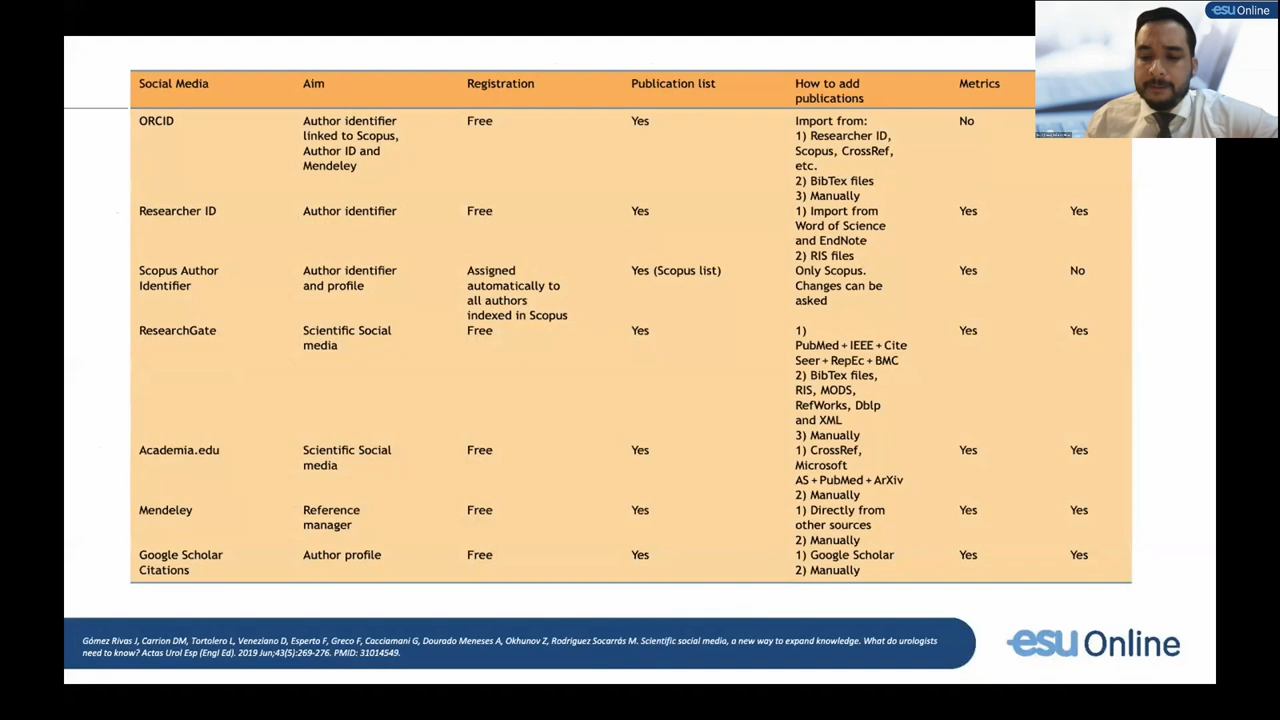 esu Online
Social Media Aim Registration Publication list How to add Metrics
publications
ORCID Author identifier Free Yes Import from: No
linked to Scopus, 1) Researcher ID,
Author ID and Scopus, CrossRef,
Mendeley etc.
2) BibTex files
3) Manually
Researcher ID Author identifier Free Yes 1) Import from Yes Yes
Word of Science
and EndNote
2) RIS files
Scopus Author Author identifier Assigned Yes (Scopus list) Only Scopus. Yes No
Identifier and profile automatically to Changes can be
all authors asked
indexed in Scopus
ResearchGate Scientific Social Free Yes 1) Yes Yes
media PubMed + IEEE + Cite
Seer + RepEc + BMC
2) BibTex files,
RIS, MODS,
RefWorks, Dblp
and XML
3) Manually
Academia.edu Scientific Social Free Yes 1) CrossRef, Yes Yes
media Microsoft
AS + PubMed + ArXiv
2) Manually
Mendeley Reference Free Yes 1) Directly from Yes Yes
manager other sources
2) Manually
Google Scholar Author profile Free Yes 1) Google Scholar Yes Yes
Citations 2) Manually
Gómez Rivas J, Carrion DM, Tortolero L, Veneziano D, Esperto F, Greco F, Cacciamani G, Dourado Meneses A, Okhunov Z, Rodriguez Socarrás M. Scientific social media, a new way to expand knowledge. What do urologists
need to know? Actas Urol Esp (Engl Ed). 2019 Jun;43(5):269-276. PMID: 31014549.
esu Online